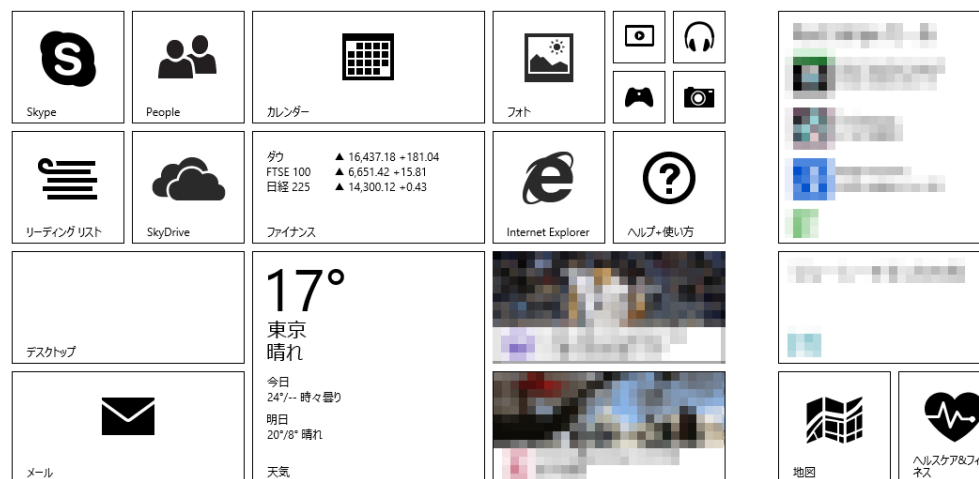 Skype
People
カレンダー
フォト
リーディング リスト
SkyDrive
ダウ ▲ 16,437.18 +181.04
FTSE 100 ▲ 6,651.42 +15.81
日経 225 ▲ 14,300.12 +0.43
ファイナンス
Internet Explorer
ヘルプ+使い方
デスクトップ
17°
東京
晴れ
今日
24°/-- 時々曇り
明日
20°/8° 晴れ
天気
メール
地図
ヘルスケア&フィ
ネス